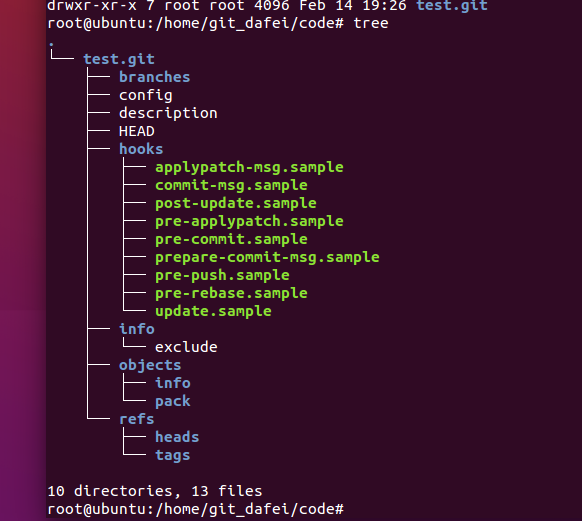 drwxr-xr-x 7 root root 4096 Feb 14 19:26 test.git
root@ubuntu:/home/git_dafei/code# tree
.
└── test.git
    ├── branches
    ├── config
    ├── description
    ├── HEAD
    ├── hooks
    │   ├── applypatch-msg.sample
    │   ├── commit-msg.sample
    │   ├── post-update.sample
    │   ├── pre-applypatch.sample
    │   ├── pre-commit.sample
    │   ├── prepare-commit-msg.sample
    │   ├── pre-push.sample
    │   ├── pre-rebase.sample
    │   └── update.sample
    ├── info
    │   └── exclude
    ├── objects
    │   ├── info
    │   └── pack
    └── refs
        ├── heads
        └── tags

10 directories, 13 files
root@ubuntu:/home/git_dafei/code#